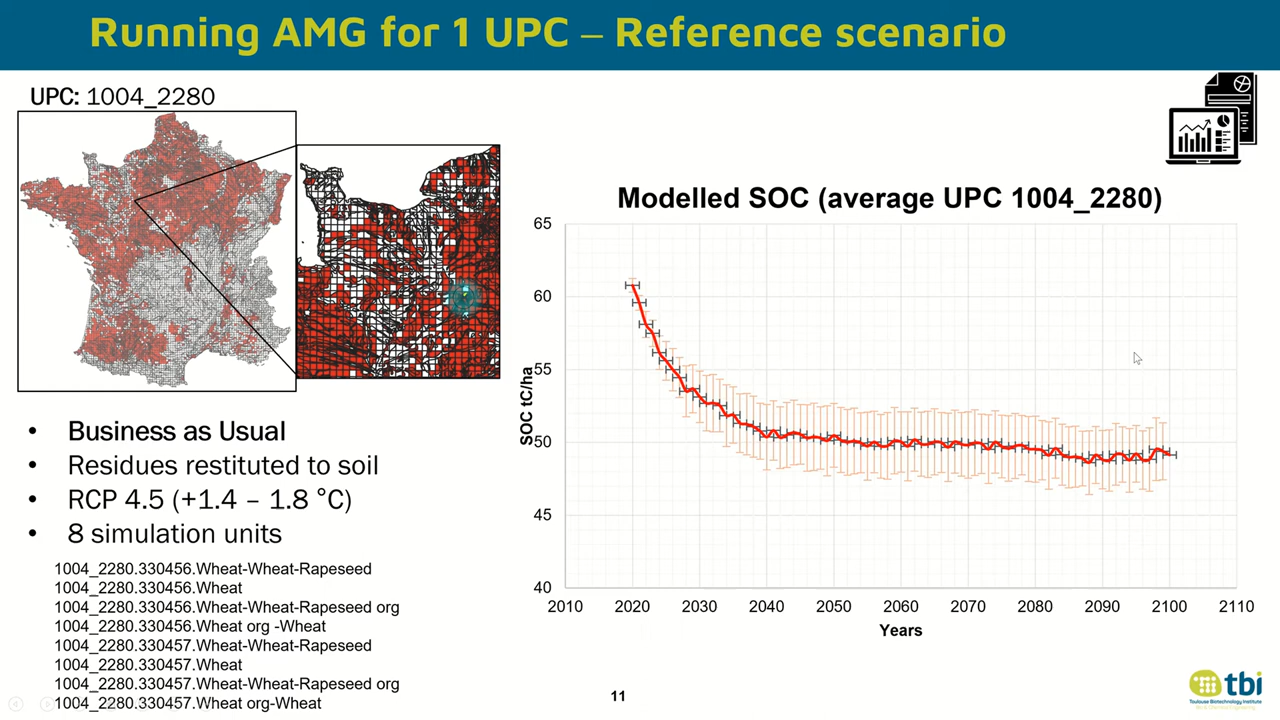 Running AMG for 1 UPC – Reference scenario
UPC: 1004_2280
• Business as Usual
• Residues restituted to soil
• RCP 4.5 (+1.4 – 1.8 °C)
• 8 simulation units
1004_2280.330456.Wheat-Wheat-Rapeseed
1004_2280.330456.Wheat
1004_2280.330456.Wheat-Wheat-Rapeseed org
1004_2280.330456.Wheat org -Wheat
1004_2280.330457.Wheat-Wheat-Rapeseed
1004_2280.330457.Wheat
1004_2280.330457.Wheat-Wheat-Rapeseed org
1004_2280.330457.Wheat org-Wheat
Modelled SOC (average UPC 1004_2280)
SOC tC/ha
65
60
55
50
45
40
2010 2020 2030 2040 2050 2060 2070 2080 2090 2100 2110
Years
11
tbi
Toulouse Biotechnology Institute